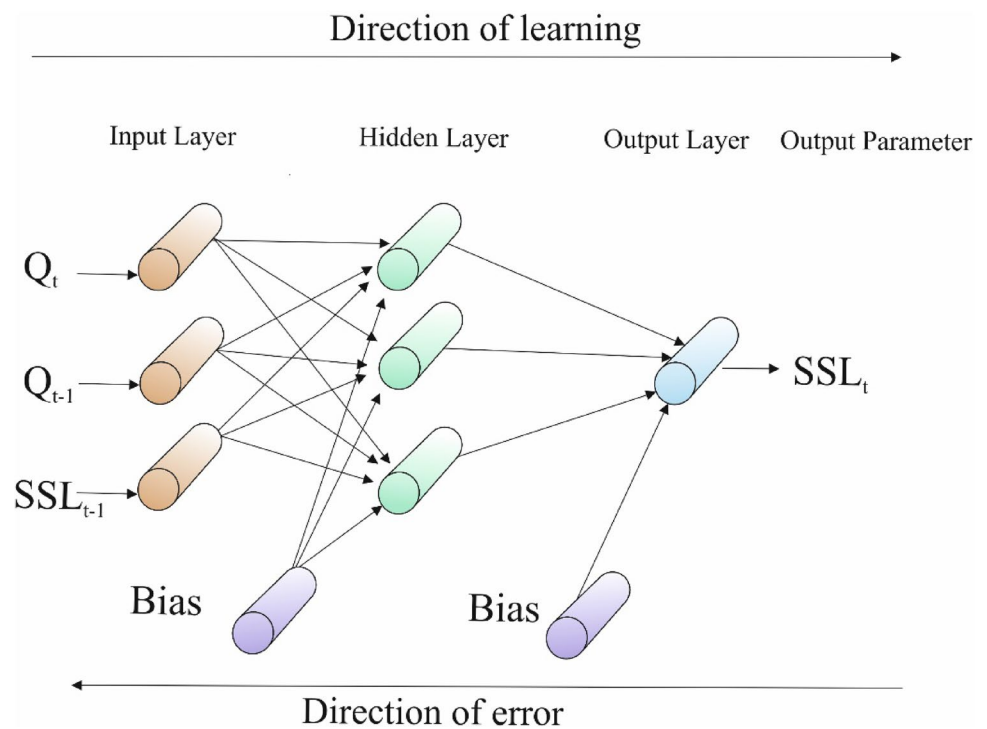 Direction of learning
Input Layer
Hidden Layer
Output Layer
Output Parameter
Qt
Qt-1
SSLt-1
SSLt
Bias
Bias
Direction of error